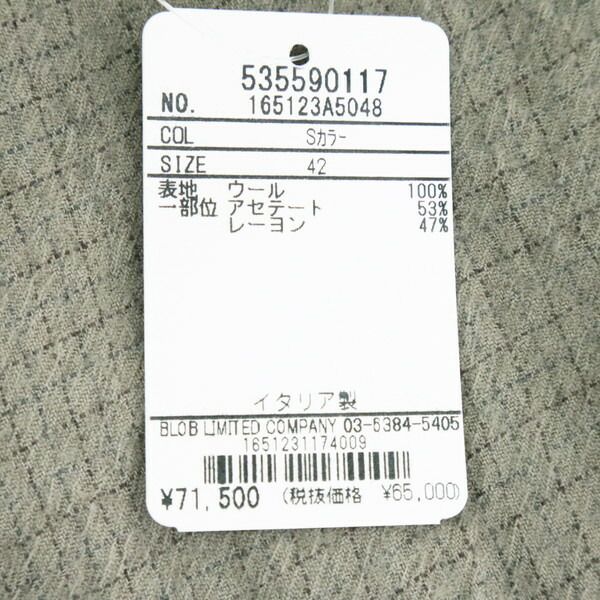 535590117
NO. 165123A5048
COL Sカラー
SIZE 42
表地 ウール 100%
一部位 アセテート 53%
レーヨン 47%
イタリア製
BLOB LIMITED COMPANY 03-6384-5405
1651231174009
¥71,500 (税抜価格 ¥65,000)